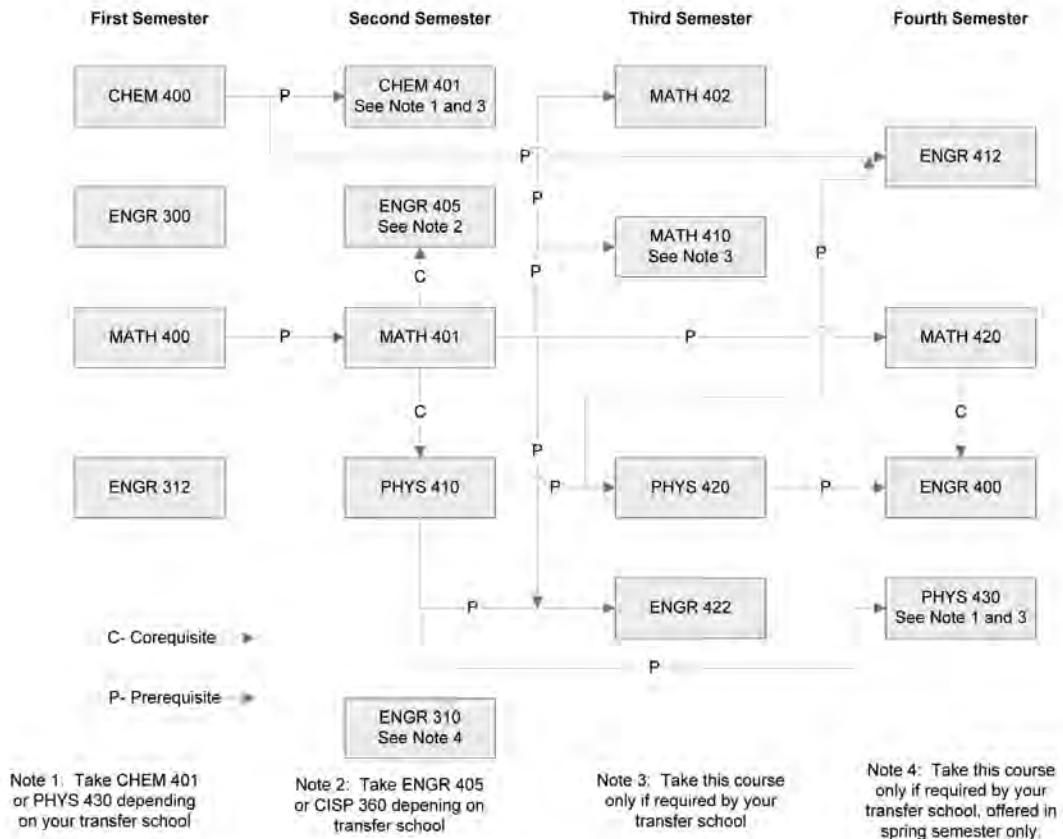 First Semester
Second Semester
Third Semester
Fourth Semester
CHEM 400
P
CHEM 401
See Note 1 and 3
MATH 402
P
ENGR 412
ENGR 300
ENGR 405
See Note 2
P
MATH 410
See Note 3
P
P
C
MATH 400
P
MATH 401
P
MATH 420
C
C
P
ENGR 312
PHYS 410
P
PHYS 420
P
ENGR 400
P
ENGR 422
PHYS 430
See Note 1 and 3
C- Corequisite
P
P- Prerequisite
ENGR 310
See Note 4
Note 1: Take CHEM 401
or PHYS 430 depending
on your transfer school
Note 2: Take ENGR 405
or CISP 360 depening on
transfer school
Note 3: Take this course
only if required by your
transfer school
Note 4: Take this course
only if required by your
transfer school, offered in
spring semester only.